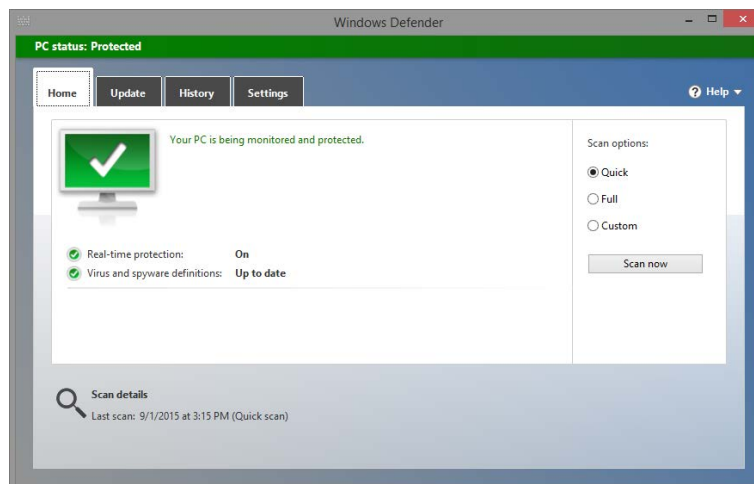 Windows Defender
PC status: Protected
Home Update History Settings Help
Your PC is being monitored and protected.
Real-time protection: On
Virus and spyware definitions: Up to date
Scan options:
Quick
Full
Custom
Scan now
Scan details
Last scan: 9/1/2015 at 3:15 PM (Quick scan)